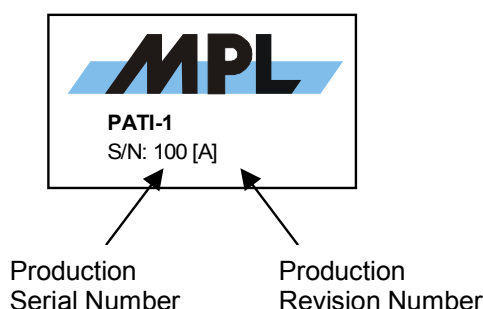 MPL
PATI-1
S/N: 100 [A]
Production
Serial Number
Production
Revision Number